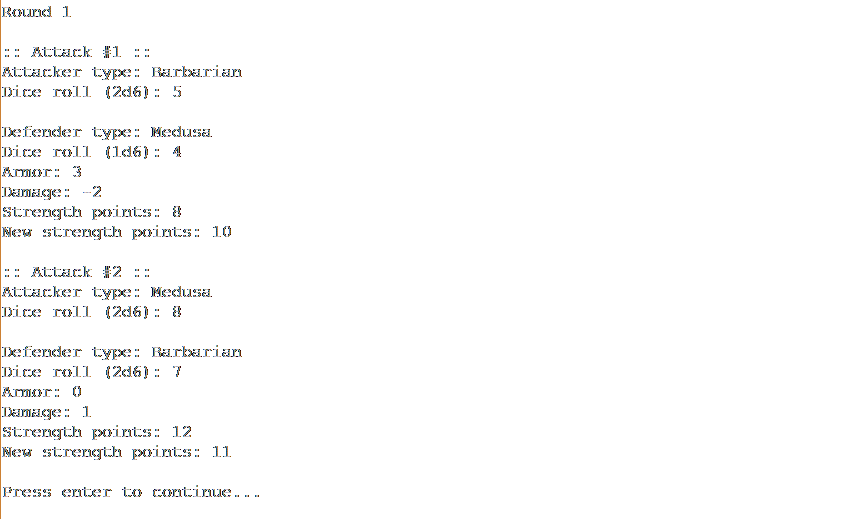 Round 1
:: Attack #1 ::
Attacker type: Barbarian
Dice roll (2d6): 5
Defender type: Medusa
Dice roll (1d6): 4
Armor: 3
Damage: -2
Strength points: 8
New strength points: 10
:: Attack #2 ::
Attacker type: Medusa
Dice roll (2d6): 8
Defender type: Barbarian
Dice roll (2d6): 7
Armor: 0
Damage: 1
Strength points: 12
New strength points: 11
Press enter to continue...